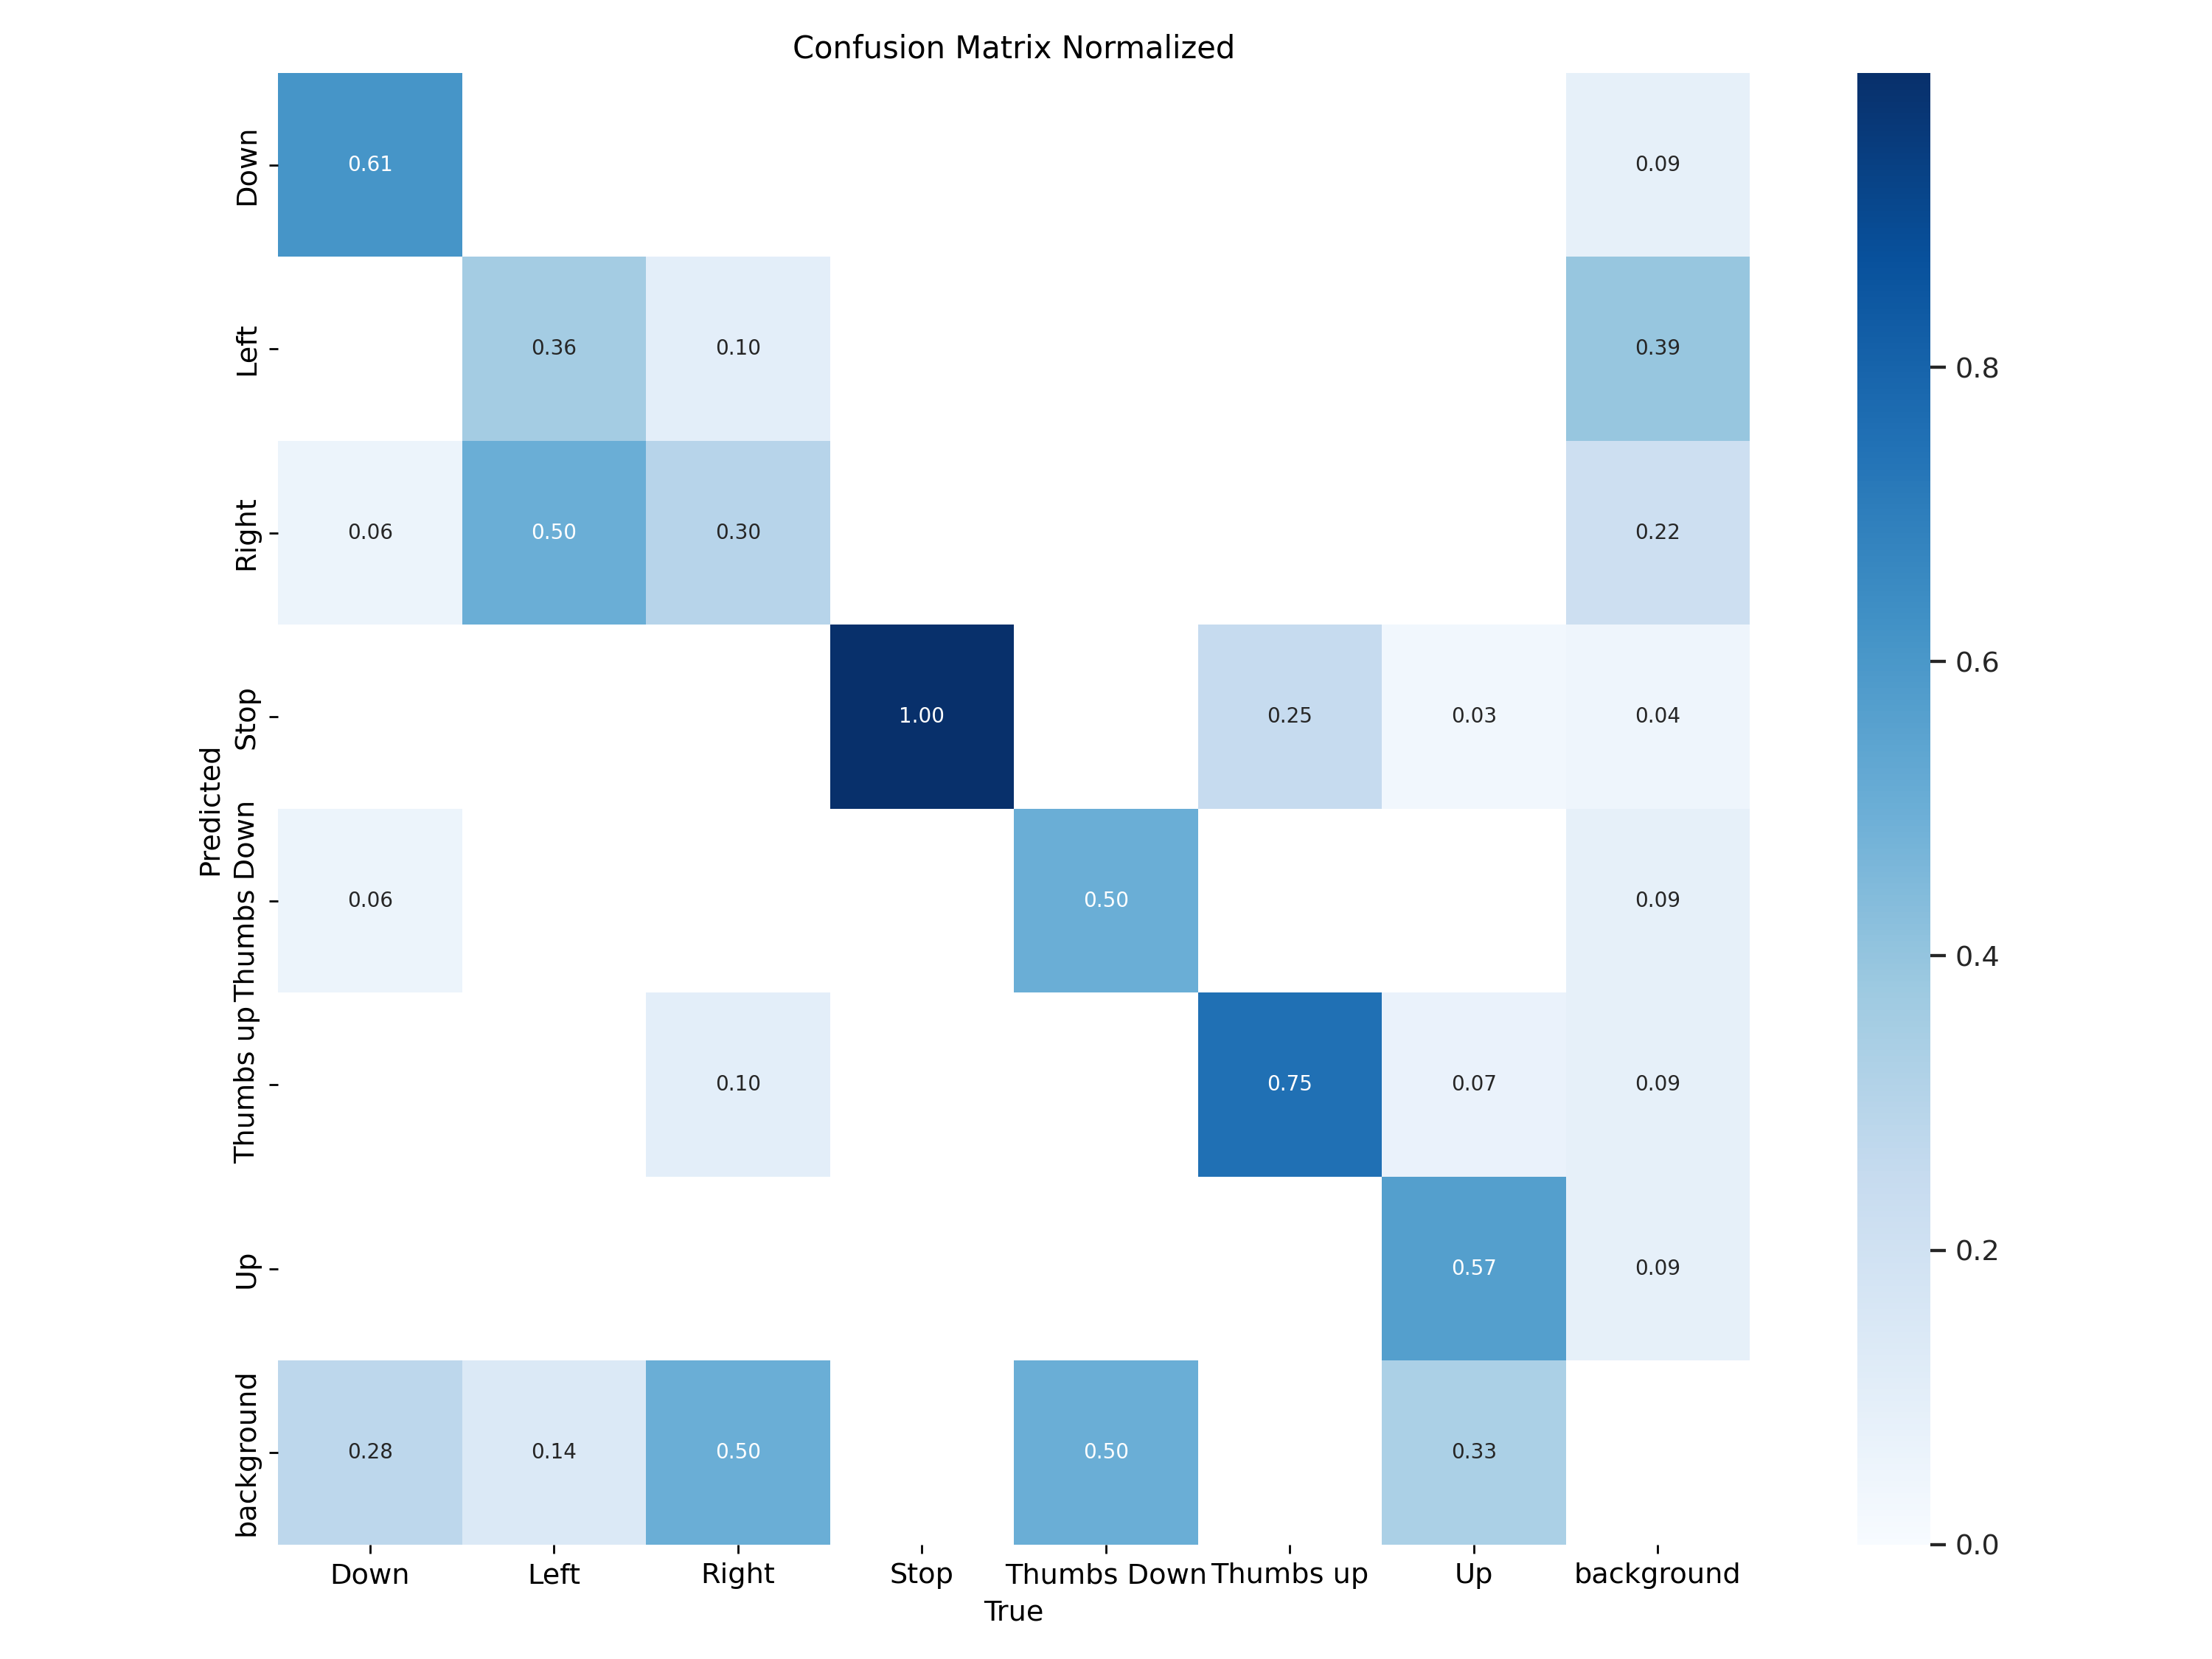 Confusion Matrix Normalized
Down
0.61
0.09
Left
0.36
0.10
0.39
0.8
Right
0.06
0.50
0.30
0.22
0.6
Stop
1.00
0.25
0.03
0.04
Predicted
Thumbs Down
0.06
0.50
0.09
0.4
Thumbs up
0.10
0.75
0.07
0.09
Up
0.57
0.09
0.2
background
0.28
0.14
0.50
0.50
0.33
0.0
Down Left Right Stop Thumbs Down Thumbs up Up background
True